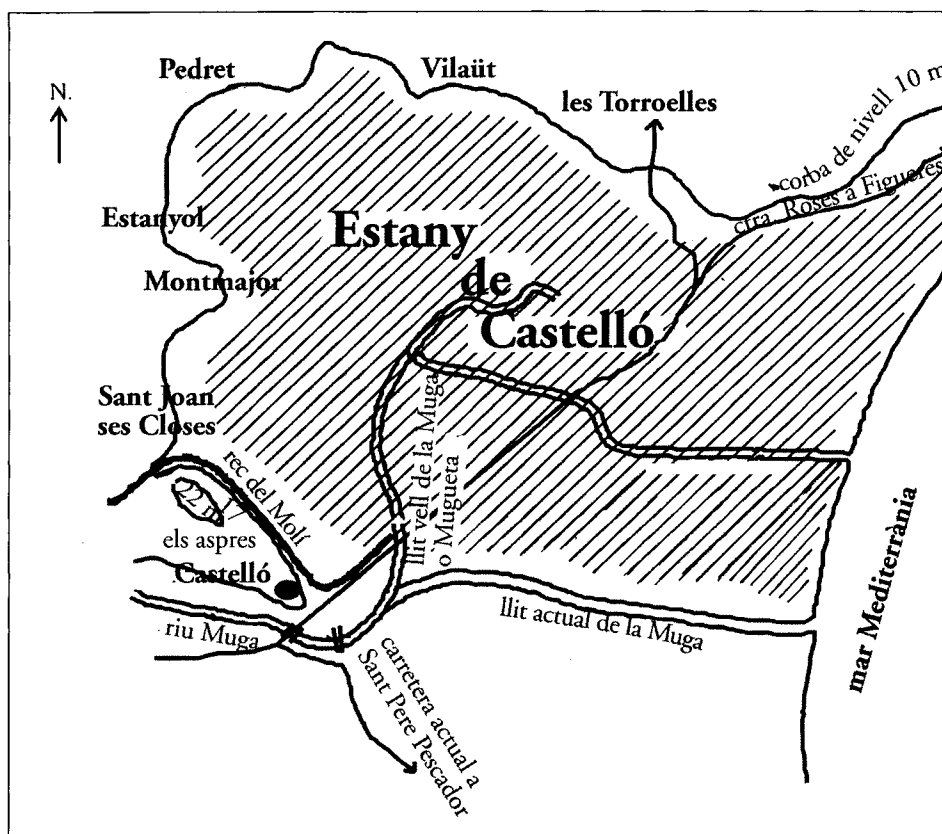 Pedret
Vilaüt
N.
les Torroelles
corba de nivell 10 m
ctra. Roses a Figueres
Estanyol
Estany
de
Castelló
Montmajor
Sant Joan
ses Closes
rec del Molí
22 m
els aspres
Castelló
llit vell de la Muga
o Mugueta
riu Muga
llit actual de la Muga
mar Mediterrània
carretera actual a
Sant Pere Pescador